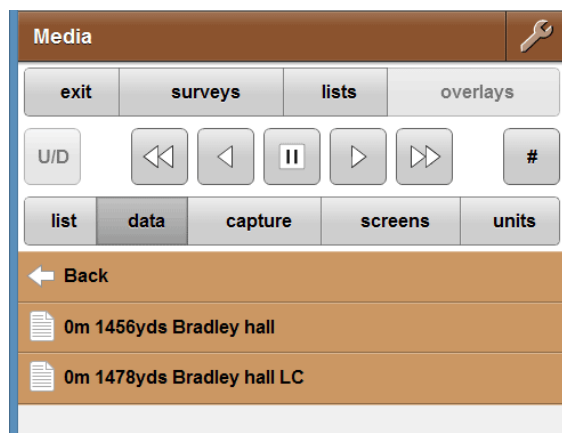 Media
exit surveys lists overlays
U/D #
list data capture screens units
Back
0m 1456yds Bradley hall
0m 1478yds Bradley hall LC